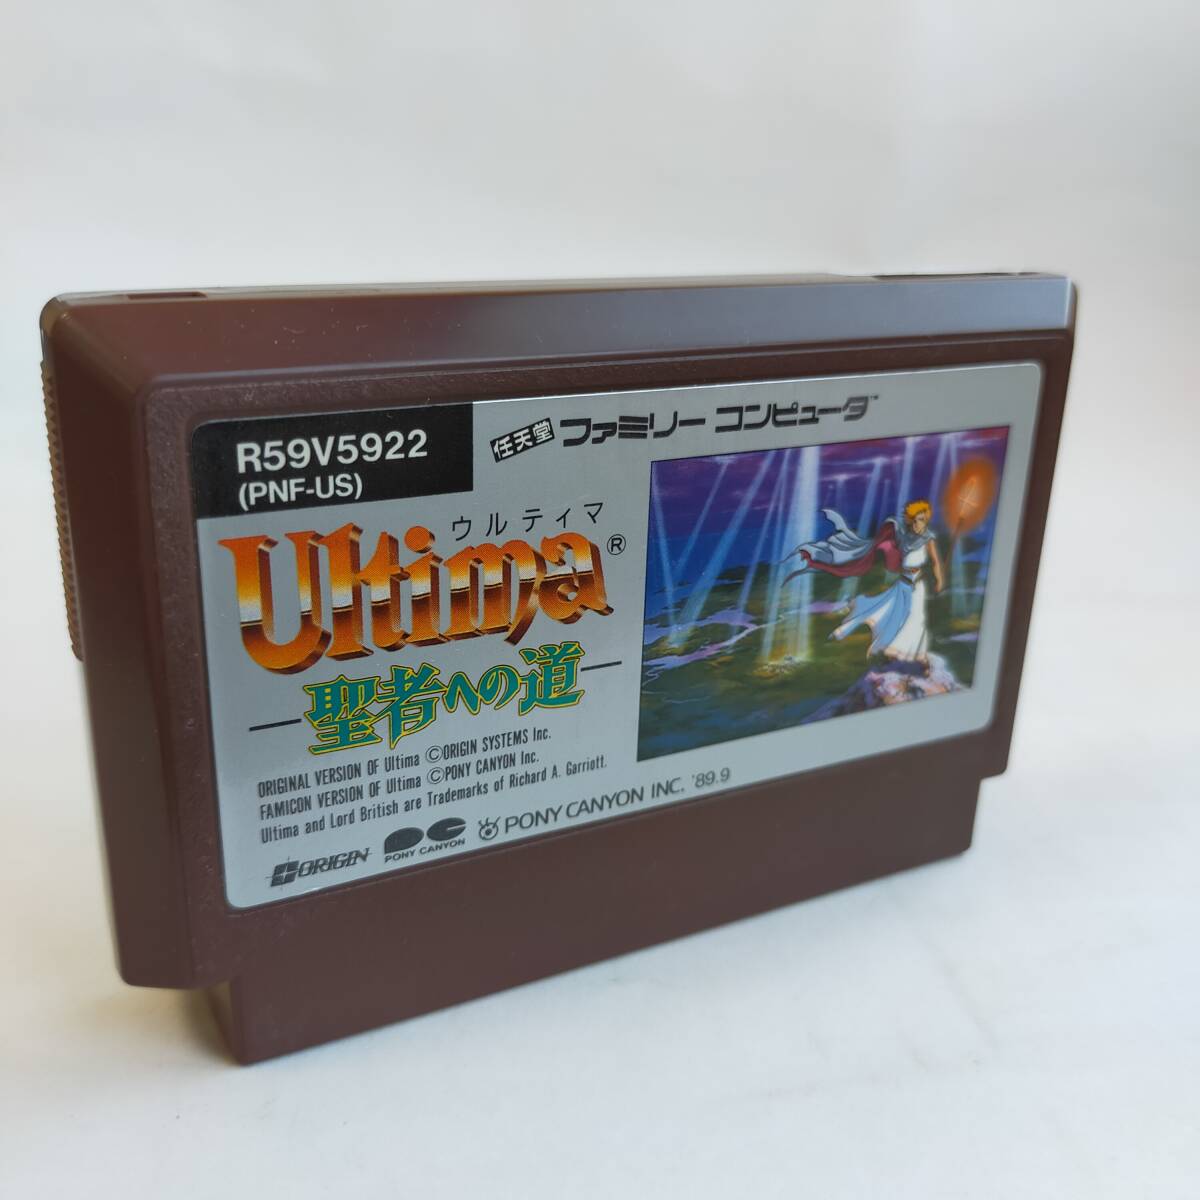 R59V5922
(PNF-US)
任天堂 ファミリー コンピュータ™
ウルティマ
Ultima®
聖者への道
ORIGINAL VERSION OF Ultima ©ORIGIN SYSTEMS Inc.
FAMICON VERSION OF Ultima ©PONY CANYON Inc.
Ultima and Lord British are Trademarks of Richard A. Garriott.
ORIGIN
PC
PONY CANYON
PONY CANYON INC. '89.9